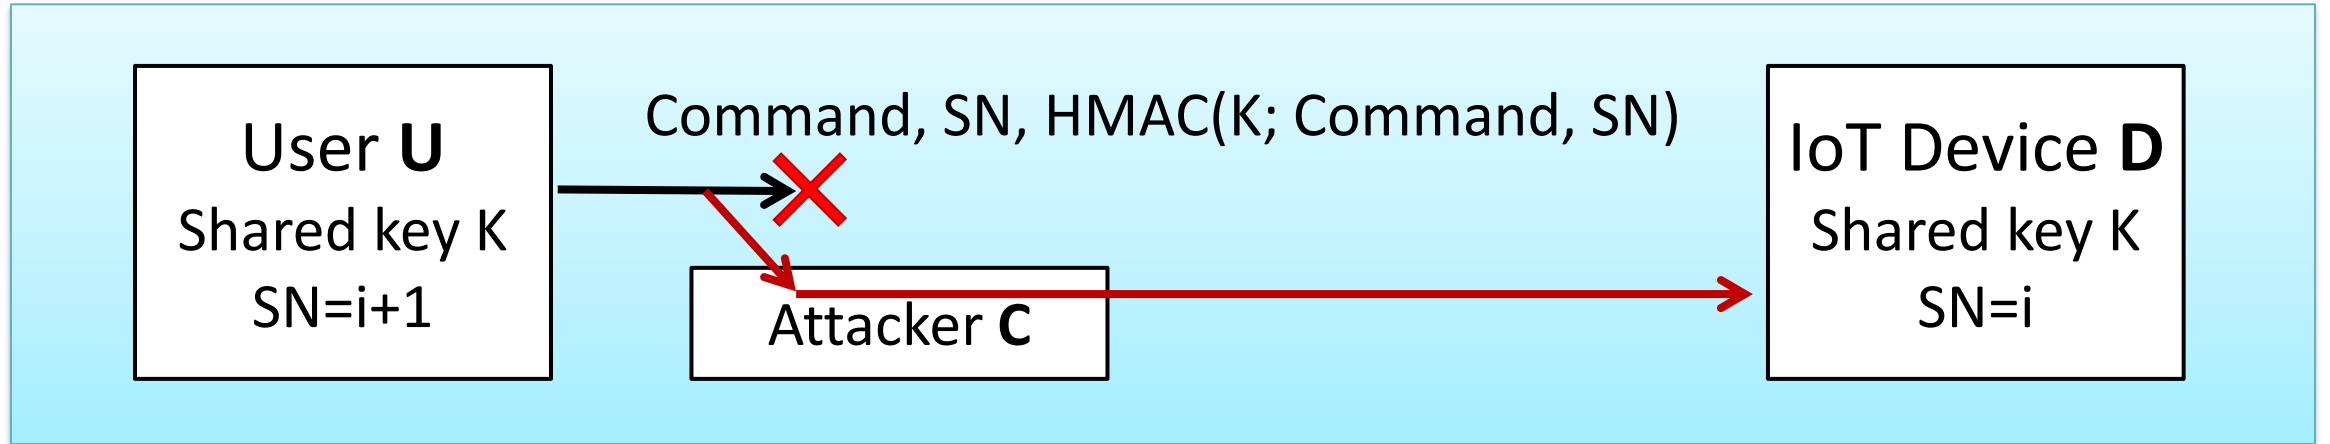 User U
Shared key K
SN=i+1
Command, SN, HMAC(K; Command, SN)
Attacker C
IoT Device D
Shared key K
SN=i